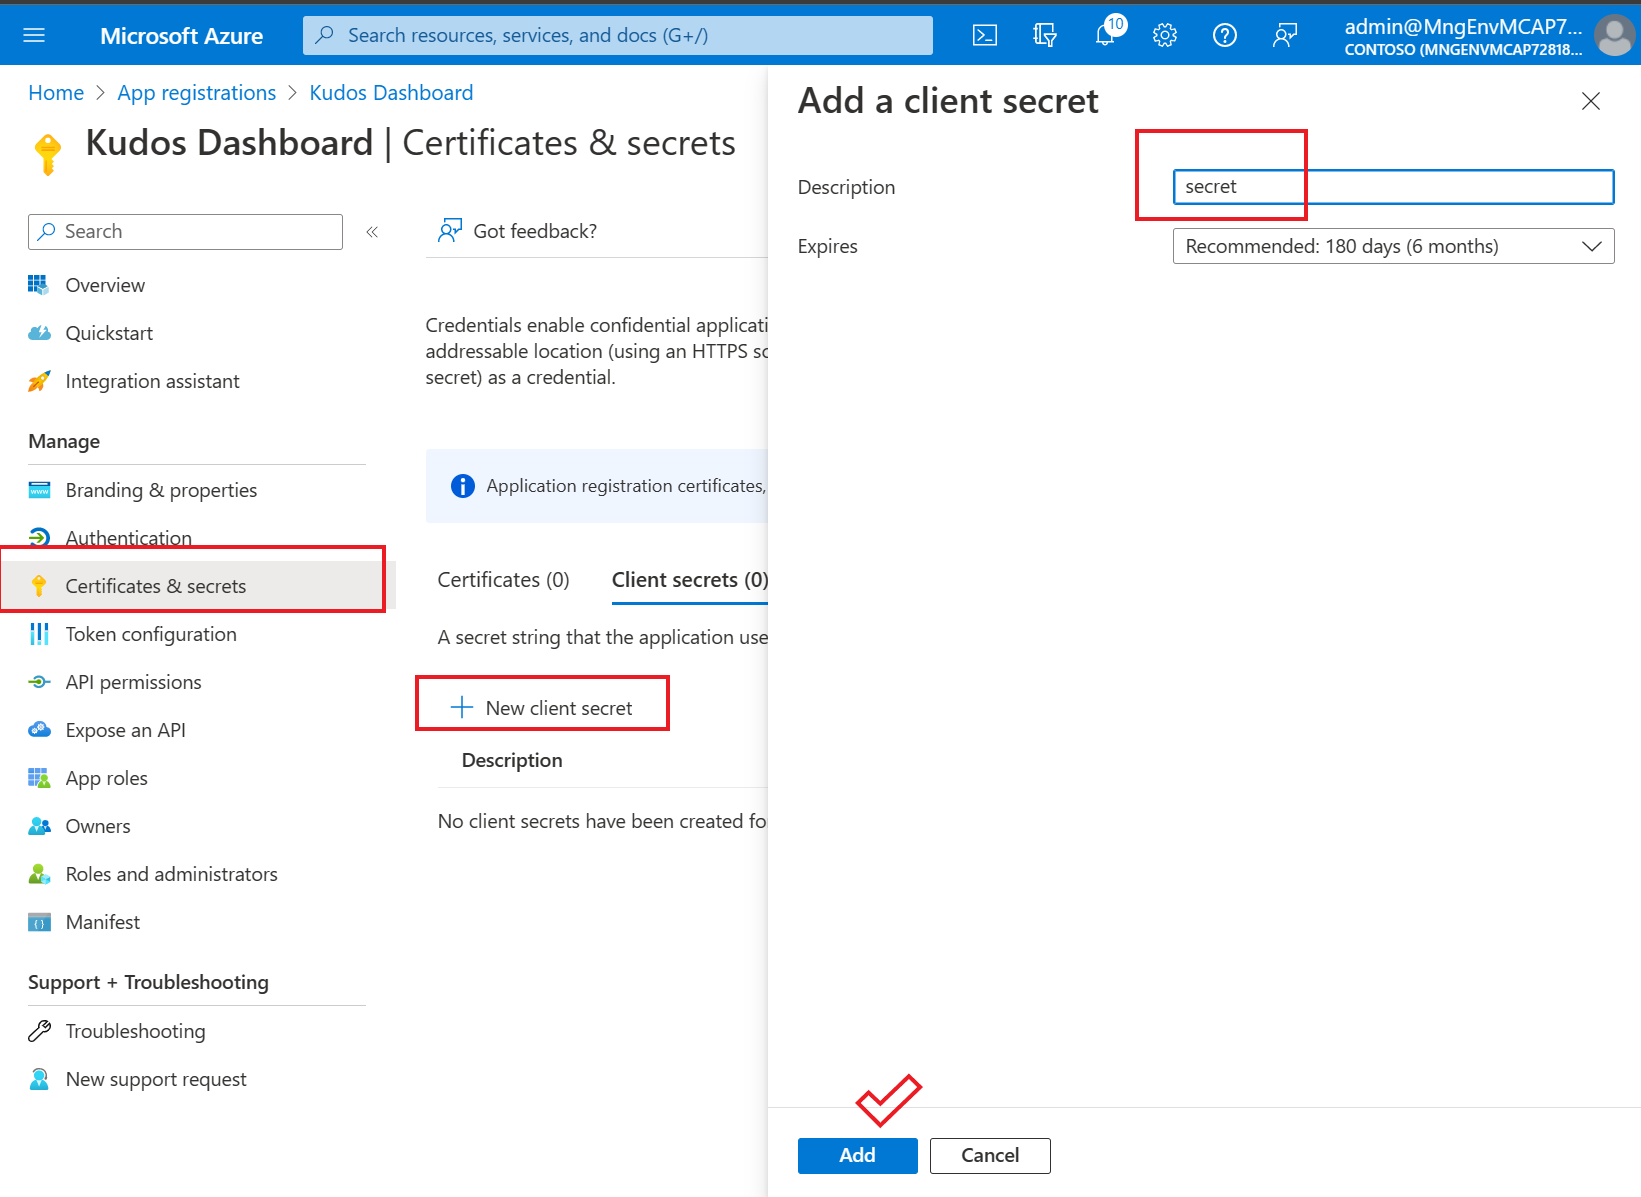 Microsoft Azure
Search resources, services, and docs (G+/)
10
admin@MngEnvMCAP7...
CONTOSO (MNGENVMCAP72818...
Home > App registrations > Kudos Dashboard
Kudos Dashboard | Certificates & secrets
Search
«
Overview
Quickstart
Integration assistant
Manage
Branding & properties
Authentication
Certificates & secrets
Token configuration
API permissions
Expose an API
App roles
Owners
Roles and administrators
Manifest
Support + Troubleshooting
Troubleshooting
New support request
Got feedback?
Credentials enable confidential applicati
addressable location (using an HTTPS sc
secret) as a credential.
Application registration certificates,
Certificates (0)
Client secrets (0)
A secret string that the application use
New client secret
Description
No client secrets have been created fo
Add a client secret
Description
secret
Expires
Recommended: 180 days (6 months)
Add
Cancel